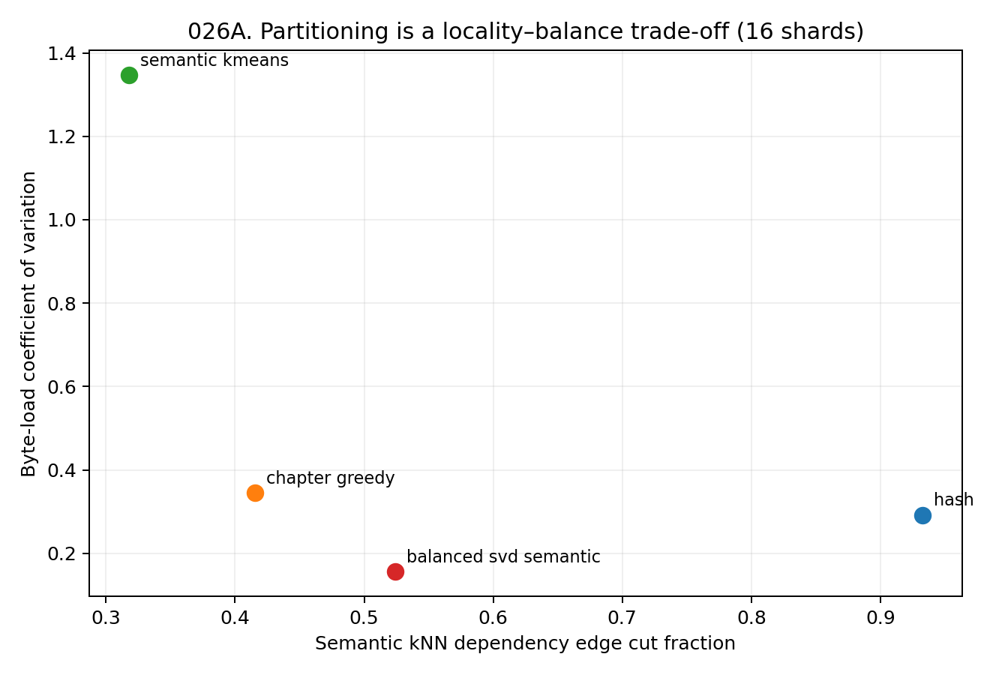 026A. Partitioning is a locality–balance trade-off (16 shards)
Byte-load coefficient of variation
1.4
1.2
1.0
0.8
0.6
0.4
0.2
semantic kmeans
chapter greedy
hash
balanced svd semantic
0.3 0.4 0.5 0.6 0.7 0.8 0.9
Semantic kNN dependency edge cut fraction